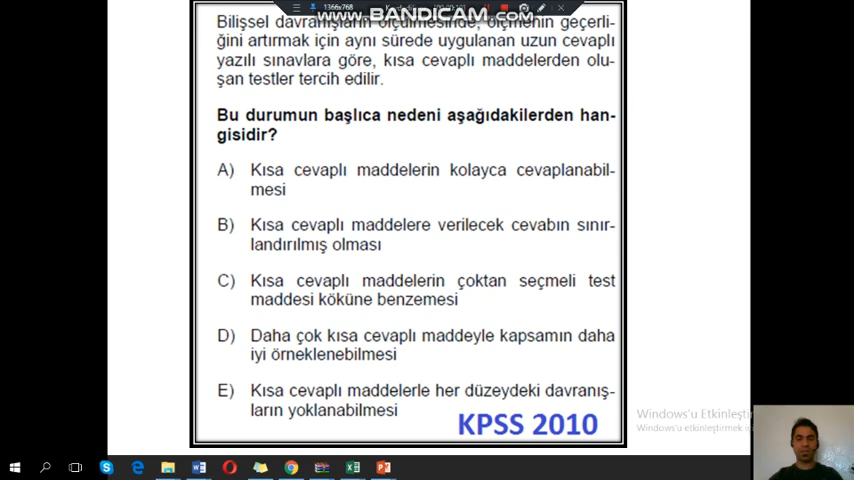 1366x768
WWW.BANDICAM.COM
Bilişsel davranışların ölçülmesinde, ölçmenin geçerli-
ğini artırmak için aynı sürede uygulanan uzun cevaplı
yazılı sınavlara göre, kısa cevaplı maddelerden olu-
şan testler tercih edilir.
Bu durumun başlıca nedeni aşağıdakilerden han-
gisidir?
A) Kısa cevaplı maddelerin kolayca cevaplanabil-
mesi
B) Kısa cevaplı maddelere verilecek cevabın sınır-
landırılmış olması
C) Kısa cevaplı maddelerin çoktan seçmeli test
maddesi köküne benzemesi
D) Daha çok kısa cevaplı maddeyle kapsamın daha
iyi örneklenebilmesi
E) Kısa cevaplı maddelerle her düzeydeki davranış-
ların yoklanabilmesi
KPSS 2010
Windows'u Etkinleştir
Windows'u etkinleştirmek i